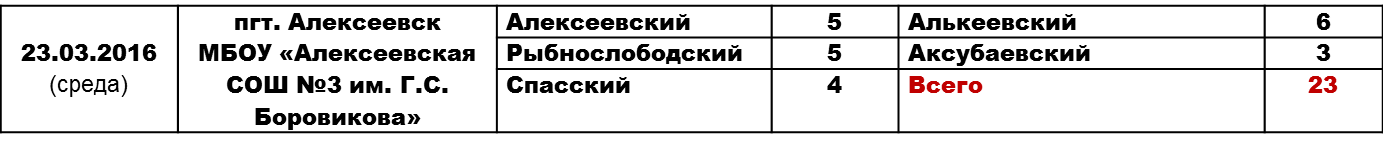 23.03.2016
(среда)
пгт. Алексеевск
МБОУ «Алексеевская
СОШ №3 им. Г.С.
Боровикова»
Алексеевский 5 Алькеевский 6
Рыбнослободский 5 Аксубаевский 3
Спасский 4 Всего 23